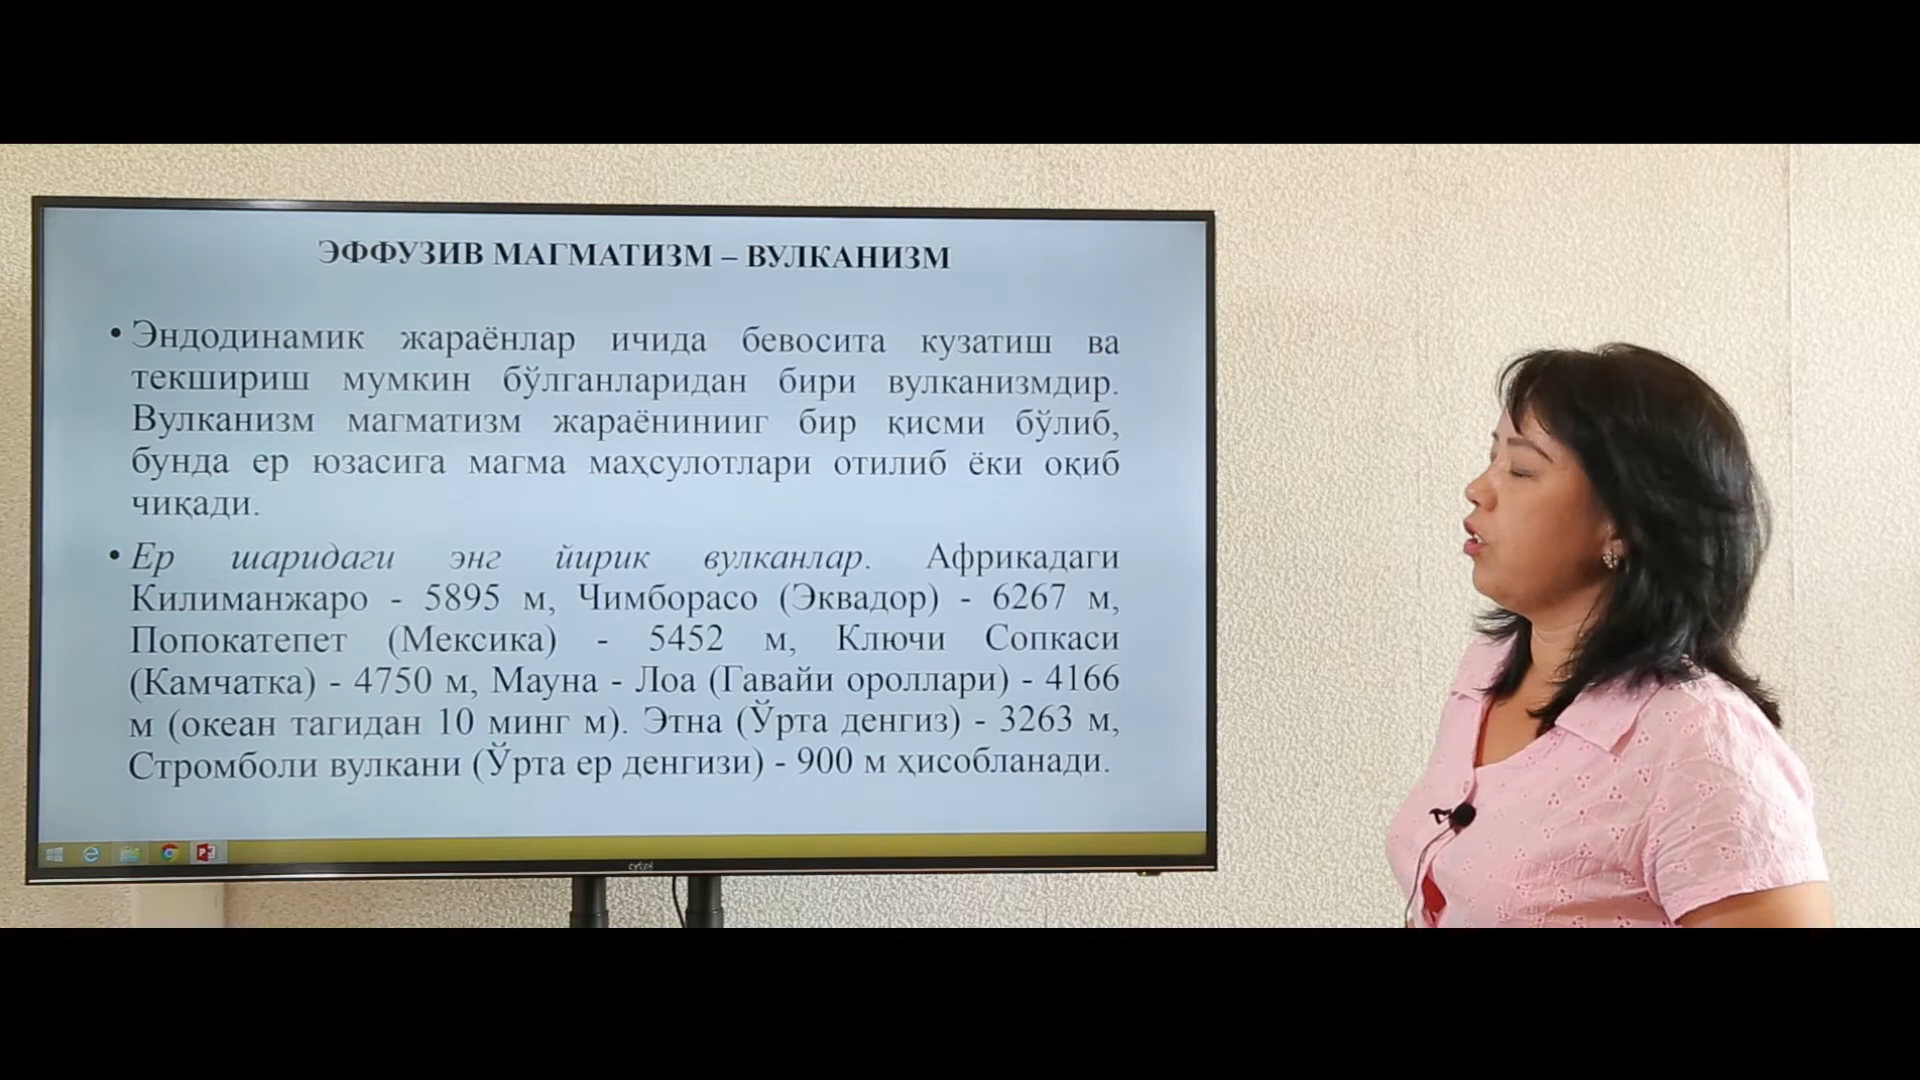 ЭФФУЗИВ МАГМАТИЗМ – ВУЛКАНИЗМ
• Эндодинамик жараёнлар ичида бевосита кузатиш ва
текшириш мумкин бўлганларидан бири вулканизмдир.
Вулканизм магматизм жараёнинииг бир қисми бўлиб,
бунда ер юзасига магма маҳсулотлари отилиб ёки оқиб
чиқади.
• Ер шаридаги энг йирик вулканлар. Африкадаги
Килиманжаро - 5895 м, Чимборасо (Эквадор) - 6267 м,
Попокатепет (Мексика) - 5452 м, Ключи Сопкаси
(Камчатка) - 4750 м, Мауна - Лоа (Гавайи ороллари) - 4166
м (океан тагидан 10 минг м). Этна (Ўрта денгиз) - 3263 м,
Стромболи вулкани (Ўрта ер денгизи) - 900 м ҳисобланади.